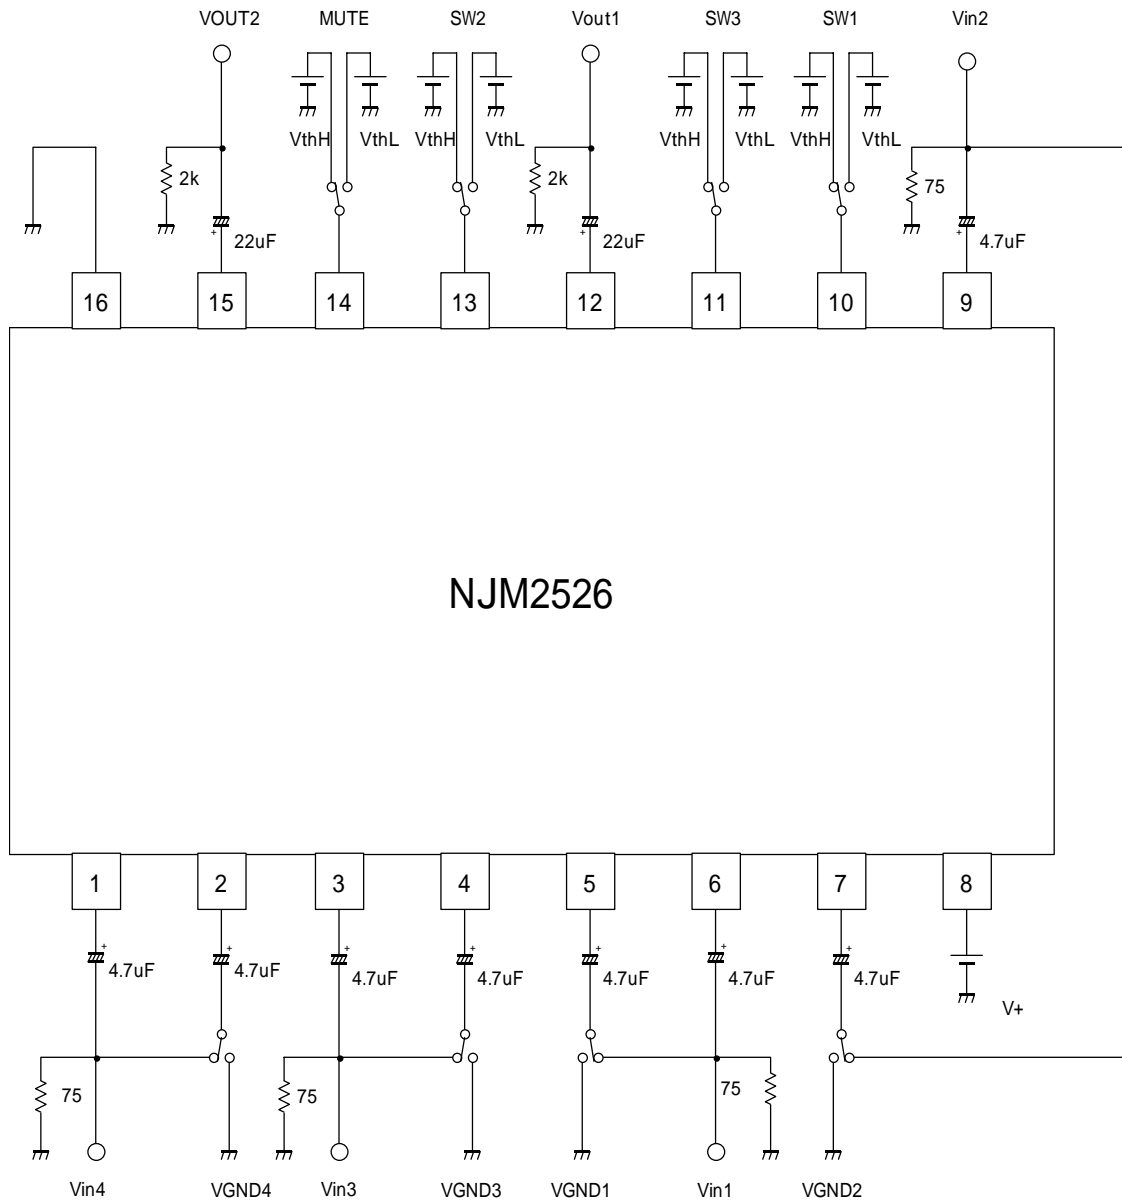 VOUT2 MUTE SW2 Vout1 SW3 SW1 Vin2
VthH VthL VthH VthL VthH VthL VthH VthL
2k 2k 75
+ 22uF + 22uF + 4.7uF
16 15 14 13 12 11 10 9
NJM2526
1 2 3 4 5 6 7 8
+ + + + + + +
4.7uF 4.7uF 4.7uF 4.7uF 4.7uF 4.7uF 4.7uF
V+
75 75 75
Vin4 VGND4 Vin3 VGND3 VGND1 Vin1 VGND2